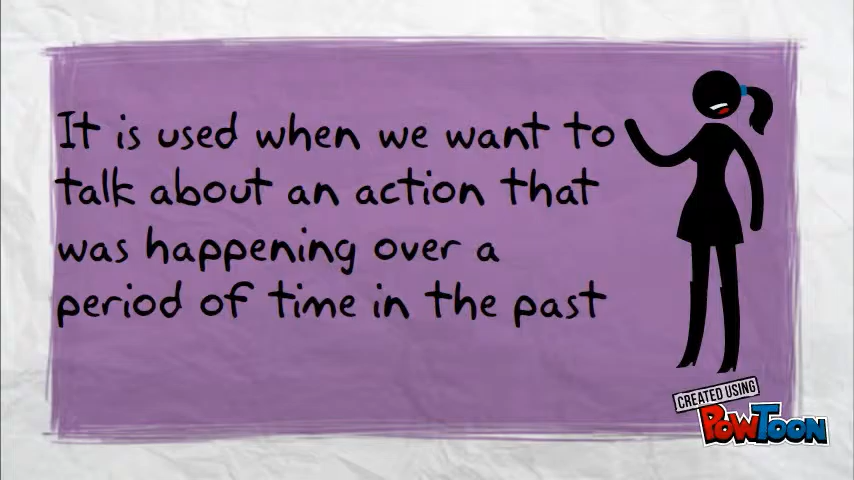 It is used when we want to
talk about an action that
was happening over a
period of time in the past
CREATED USING
POWTOON